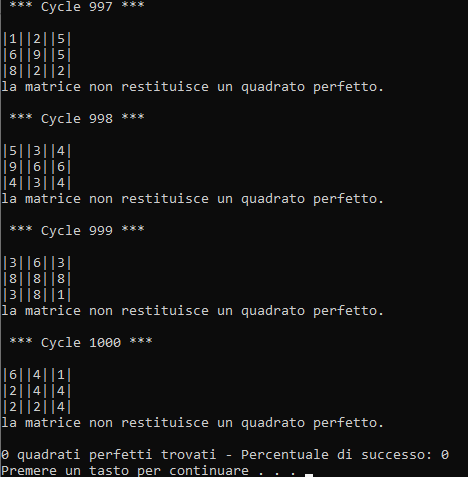 *** Cycle 997 ***
|1||2||5|
|6||9||5|
|8||2||2|
la matrice non restituisce un quadrato perfetto.
*** Cycle 998 ***
|5||3||4|
|9||6||6|
|4||3||4|
la matrice non restituisce un quadrato perfetto.
*** Cycle 999 ***
|3||6||3|
|8||8||8|
|3||8||1|
la matrice non restituisce un quadrato perfetto.
*** Cycle 1000 ***
|6||4||1|
|2||4||4|
|2||2||4|
la matrice non restituisce un quadrato perfetto.
0 quadrati perfetti trovati - Percentuale di successo: 0
Premere un tasto per continuare . . .